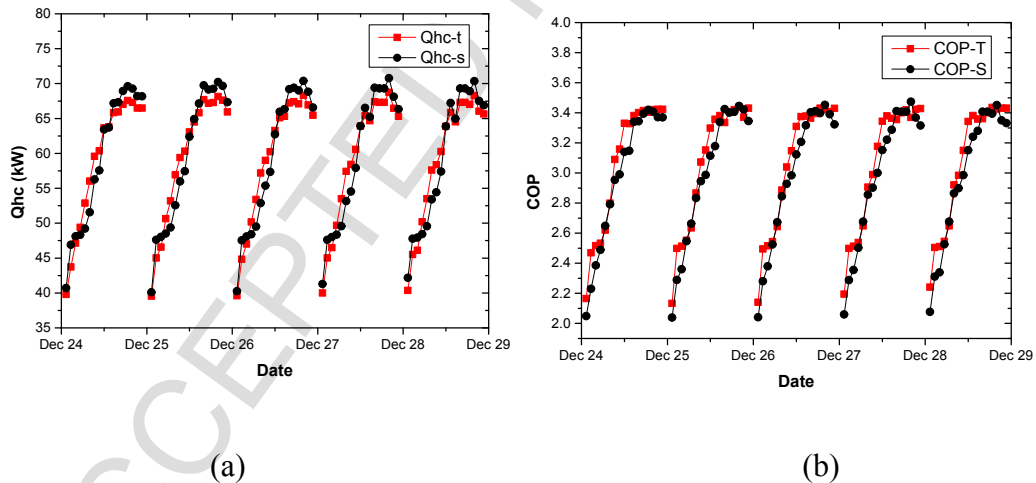 80
75
70
65
60
55
50
45
40
35
Qhc (kW)
Qhc-t
Qhc-s
Dec 24
Dec 25
Dec 26
Dec 27
Dec 28
Dec 29
Date
(a)
4.0
3.8
3.6
3.4
3.2
3.0
2.8
2.6
2.4
2.2
2.0
COP
COP-T
COP-S
Dec 24
Dec 25
Dec 26
Dec 27
Dec 28
Dec 29
Date
(b)
CCEPTED